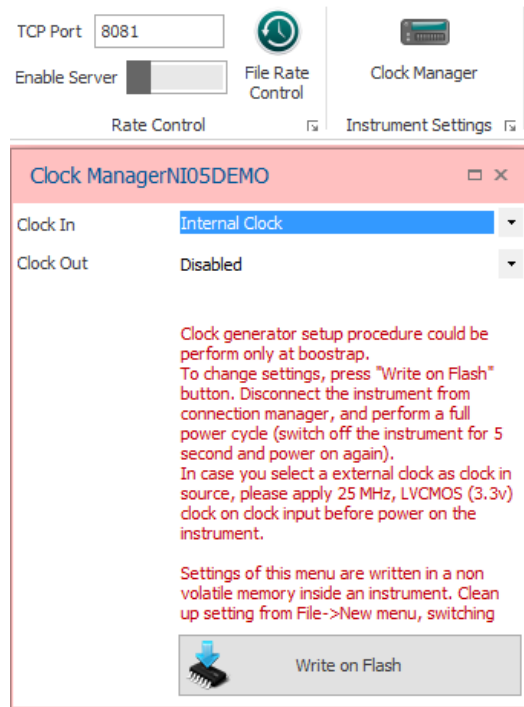 TCP Port 8081
Enable Server
File Rate
Control
Clock Manager
Rate Control
Instrument Settings
Clock ManagerNI05DEMO
Clock In Internal Clock
Clock Out Disabled
Clock generator setup procedure could be
perform only at boostrap.
To change settings, press "Write on Flash"
button. Disconnect the instrument from
connection manager, and perform a full
power cycle (switch off the instrument for 5
second and power on again).
In case you select a external clock as clock in
source, please apply 25 MHz, LVCMOS (3.3v)
clock on clock input before power on the
instrument.
Settings of this menu are written in a non
volatile memory inside an instrument. Clean
up setting from File->New menu, switching
Write on Flash